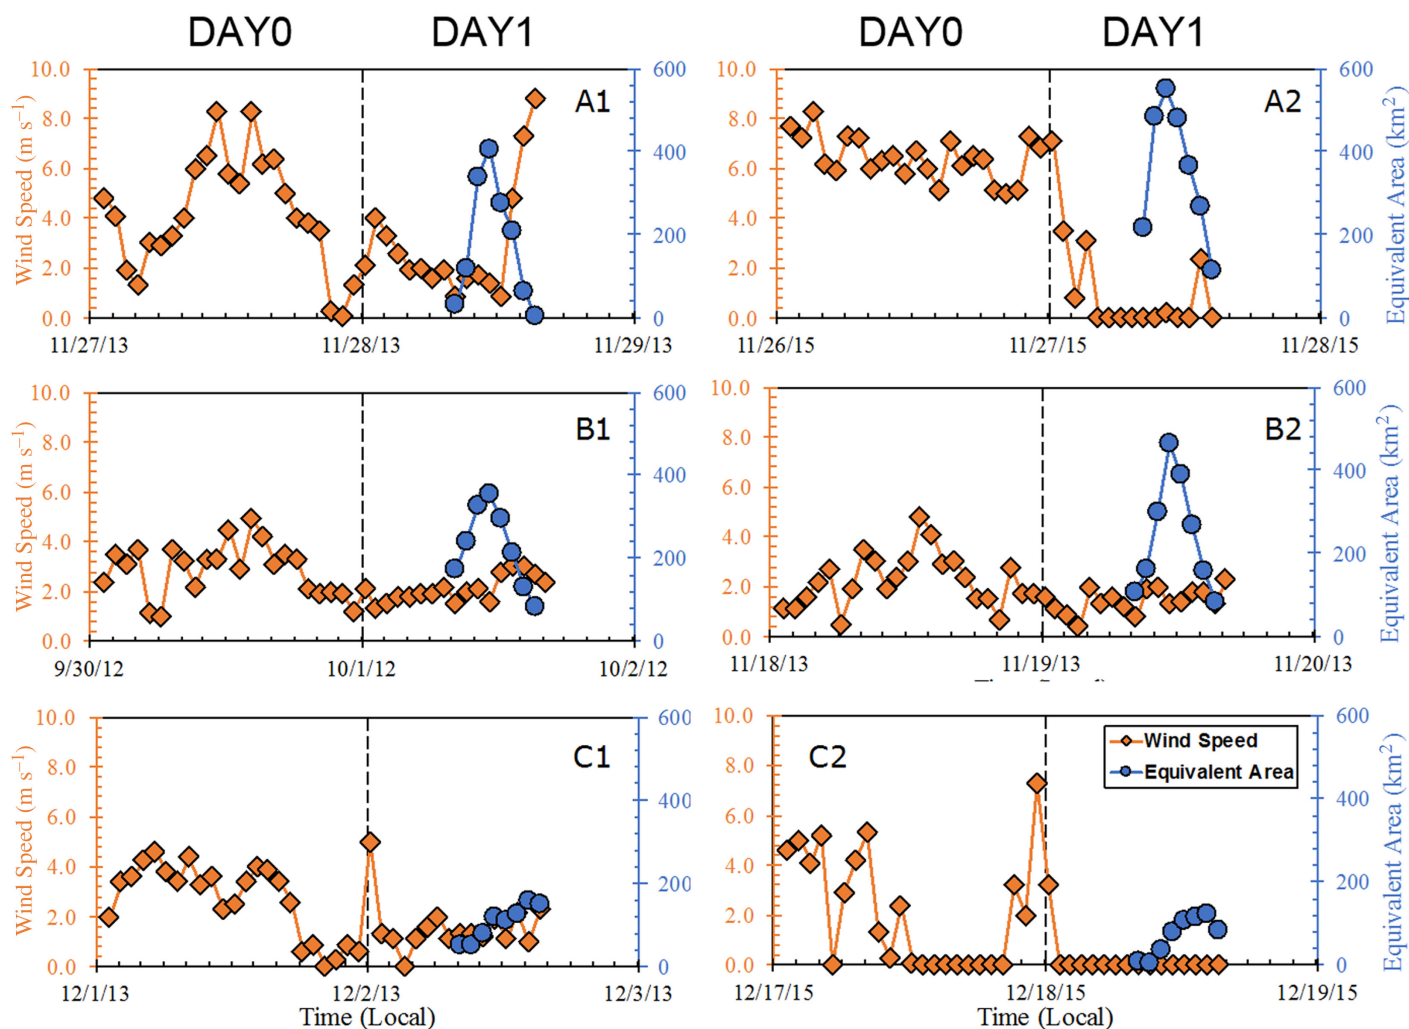 DAY0 DAY1 DAY0 DAY1
Wind Speed (m s⁻¹)
10.0
8.0
6.0
4.0
2.0
0.0
A1
600
400
200
0
11/27/13 11/28/13 11/29/13
10.0
8.0
6.0
4.0
2.0
0.0
A2
600
400
200
0
Equivalent Area (km²)
11/26/15 11/27/15 11/28/15
Wind Speed (m s⁻¹)
10.0
8.0
6.0
4.0
2.0
0.0
B1
600
400
200
0
9/30/12 10/1/12 10/2/12
10.0
8.0
6.0
4.0
2.0
0.0
B2
600
400
200
0
Equivalent Area (km²)
11/18/13 11/19/13 11/20/13
Wind Speed (m s⁻¹)
10.0
8.0
6.0
4.0
2.0
0.0
C1
600
400
200
0
12/1/13 12/2/13 12/3/13
Time (Local)
10.0
8.0
6.0
4.0
2.0
0.0
C2
Wind Speed
Equivalent Area
600
400
200
0
Equivalent Area (km²)
12/17/15 12/18/15 12/19/15
Time (Local)